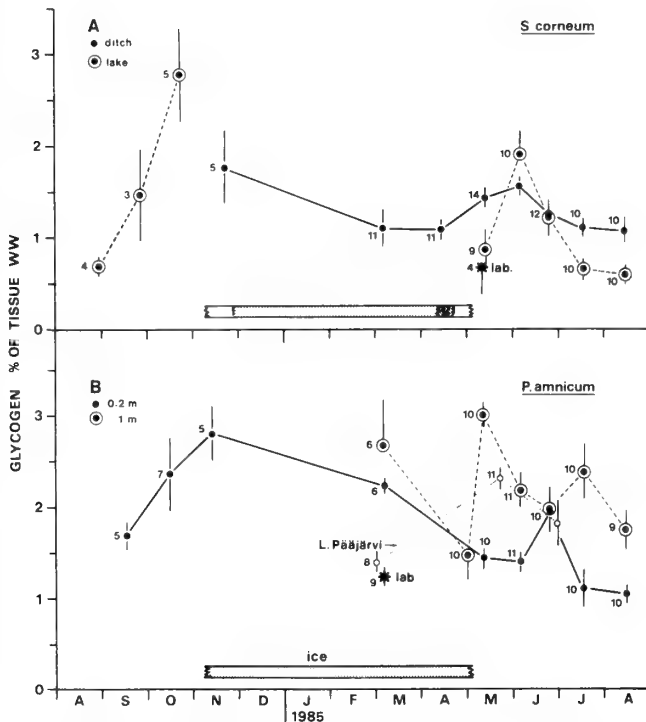 A
S corneum
ditch
lake
3
2
1
0
4
3
5
5
11
11
14
9
4
lab.
10
12
10
10
GLYCOGEN % OF TISSUE WW
B
P. amnicum
0.2 m
1 m
3
2
1
0
5
7
5
6
6
L. Pääjärvi
8
9
lab
10
10
10
11
11
11
10
10
10
9
10
ice
A S O N D J F M A M J J A
1985